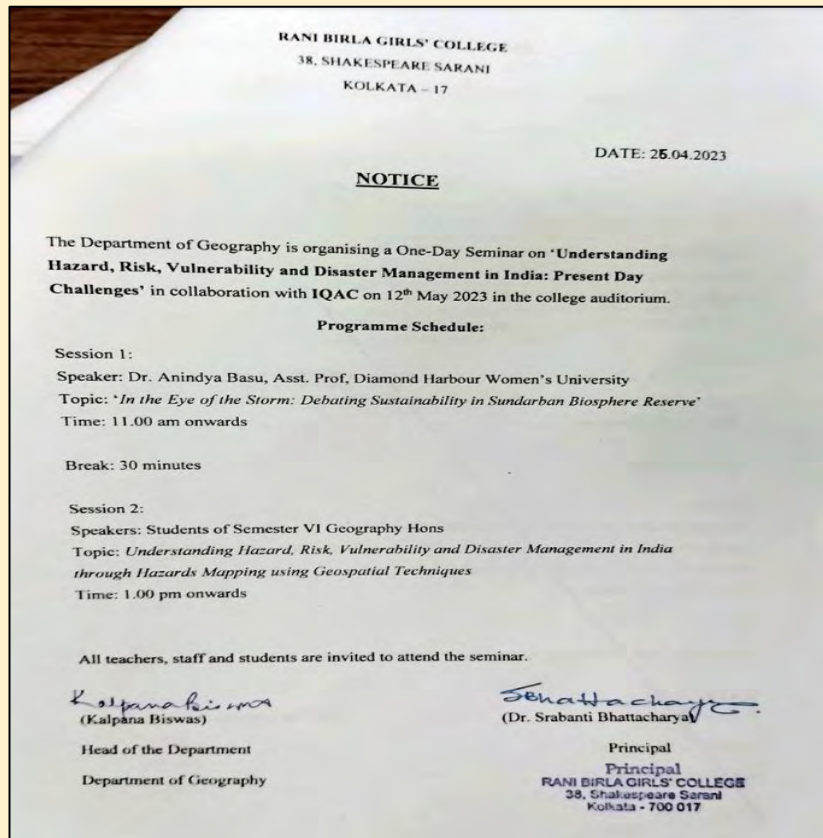 RANI BIRLA GIRLS' COLLEGE
38, SHAKESPEARE SARANI
KOLKATA – 17
DATE: 26.04.2023
NOTICE
The Department of Geography is organising a One-Day Seminar on 'Understanding
Hazard, Risk, Vulnerability and Disaster Management in India: Present Day
Challenges' in collaboration with IQAC on 12th May 2023 in the college auditorium.
Programme Schedule:
Session 1:
Speaker: Dr. Anindya Basu, Asst. Prof, Diamond Harbour Women's University
Topic: 'In the Eye of the Storm: Debating Sustainability in Sundarban Biosphere Reserve'
Time: 11.00 am onwards
Break: 30 minutes
Session 2:
Speakers: Students of Semester VI Geography Hons
Topic: Understanding Hazard, Risk, Vulnerability and Disaster Management in India
through Hazards Mapping using Geospatial Techniques
Time: 1.00 pm onwards
All teachers, staff and students are invited to attend the seminar.
Kalpana Biswas
(Kalpana Biswas)
Head of the Department
Department of Geography
SBhattacharya
(Dr. Srabanti Bhattacharya)
Principal
Principal
RANI BIRLA GIRLS' COLLEGE
38, Shakespeare Sarani
Kolkata - 700 017